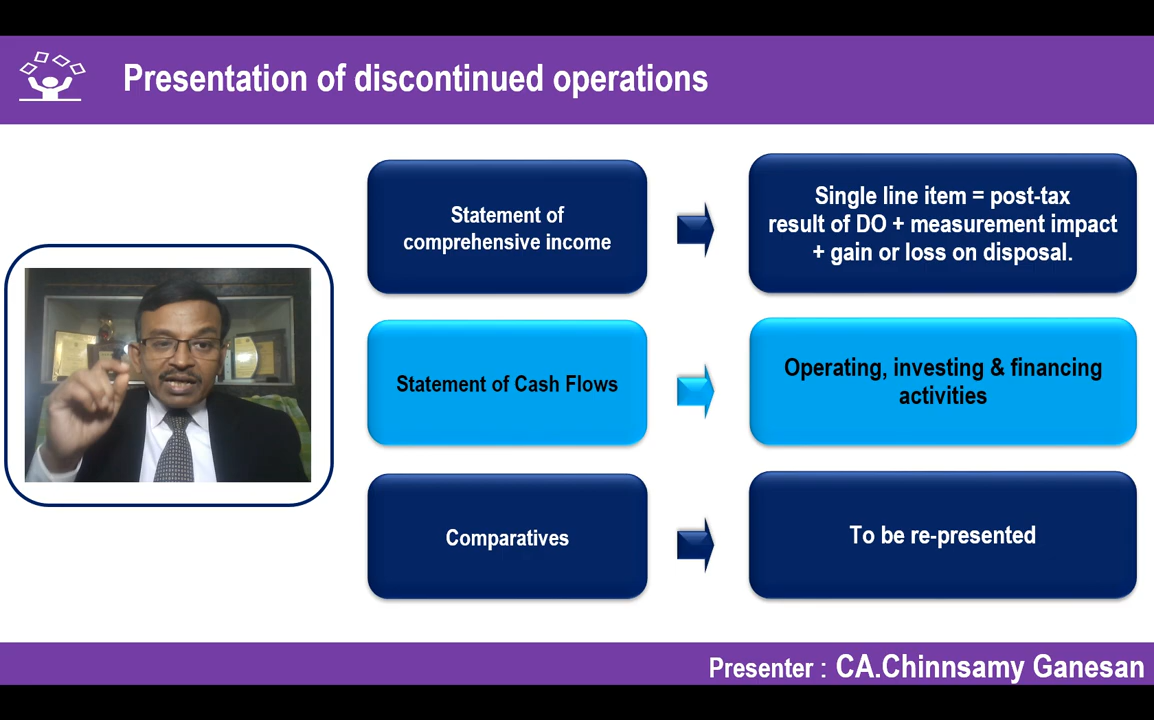 Presentation of discontinued operations
Statement of
comprehensive income
Single line item = post-tax
result of DO + measurement impact
+ gain or loss on disposal.
Statement of Cash Flows
Operating, investing & financing
activities
Comparatives
To be re-presented
Presenter : CA.Chinnsamy Ganesan